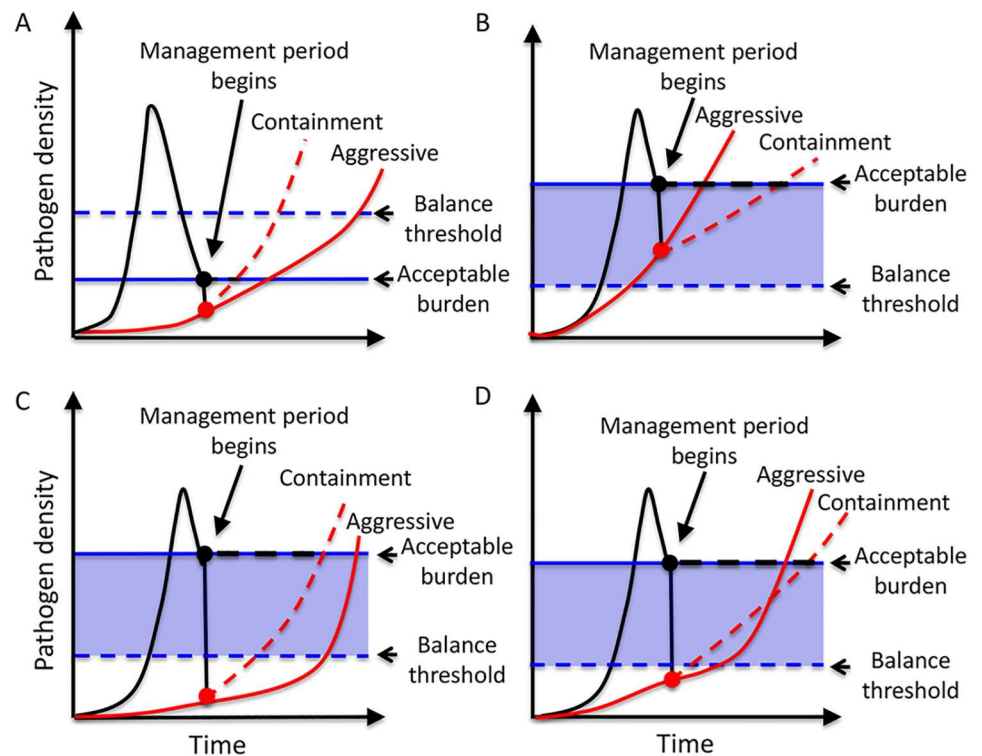 A
Pathogen density
Management period
begins
Containment
Aggressive
Balance
threshold
Acceptable
burden
B
Management period
begins
Aggressive
Containment
Acceptable
burden
Balance
threshold
C
Pathogen density
Management period
begins
Containment
Aggressive
Acceptable
burden
Balance
threshold
Time
D
Management period
begins
Aggressive
Containment
Acceptable
burden
Balance
threshold
Time